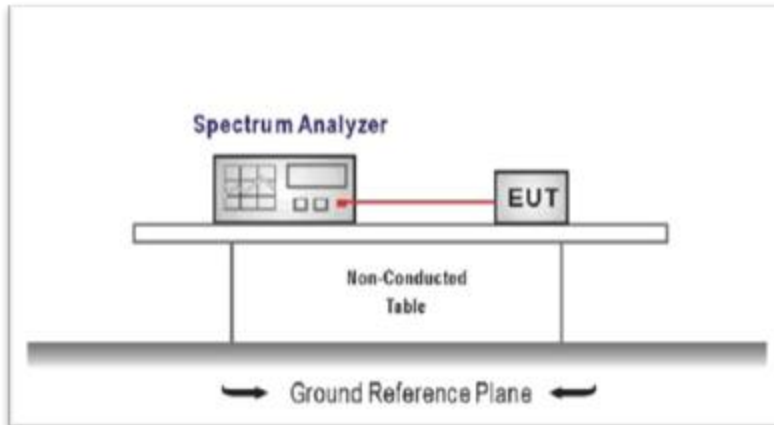 Spectrum Analyzer
EUT
Non-Conducted
Table
Ground Reference Plane